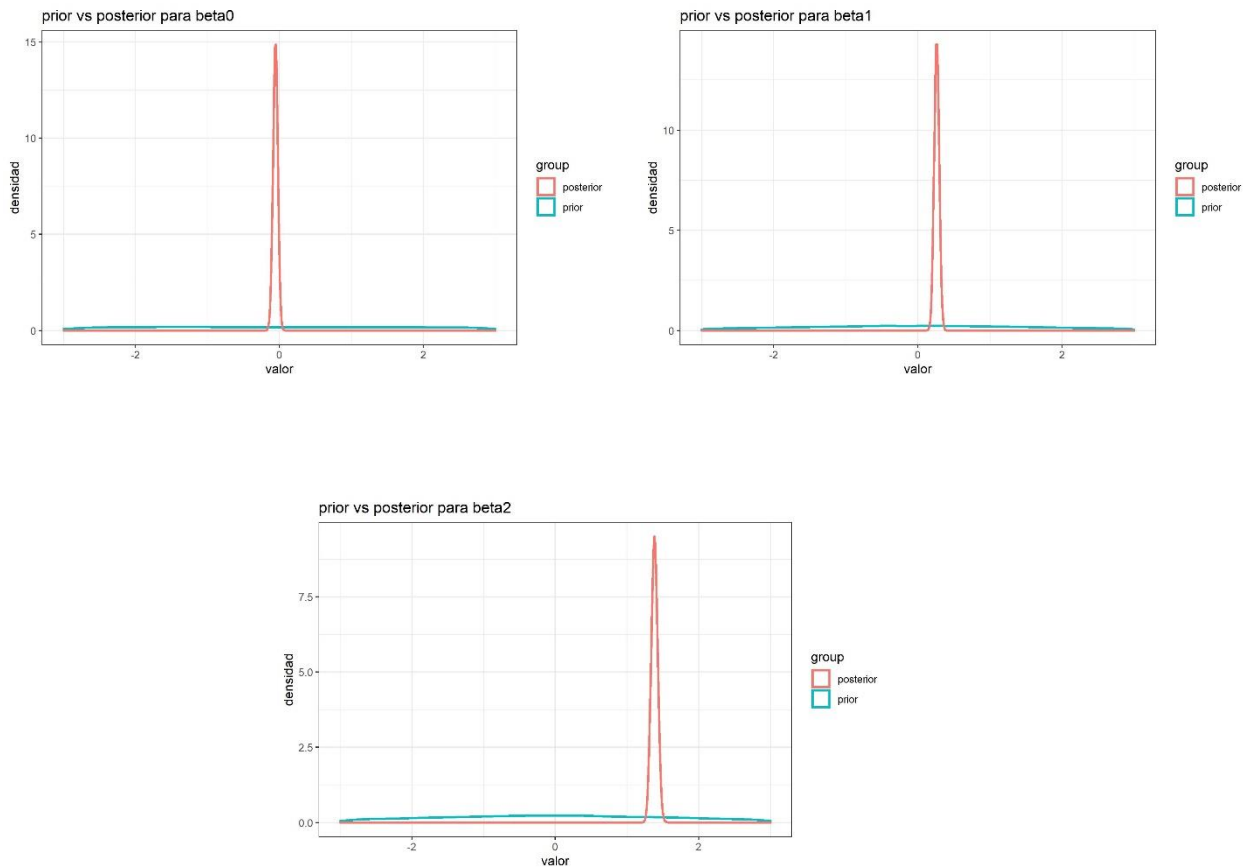 prior vs posterior para beta0
15
10
5
0
densidad
-2
0
2
valor
group
posterior
prior
prior vs posterior para beta1
10
5
0
densidad
-2
0
2
valor
group
posterior
prior
prior vs posterior para beta2
7.5
5.0
2.5
0.0
densidad
-2
0
2
valor
group
posterior
prior